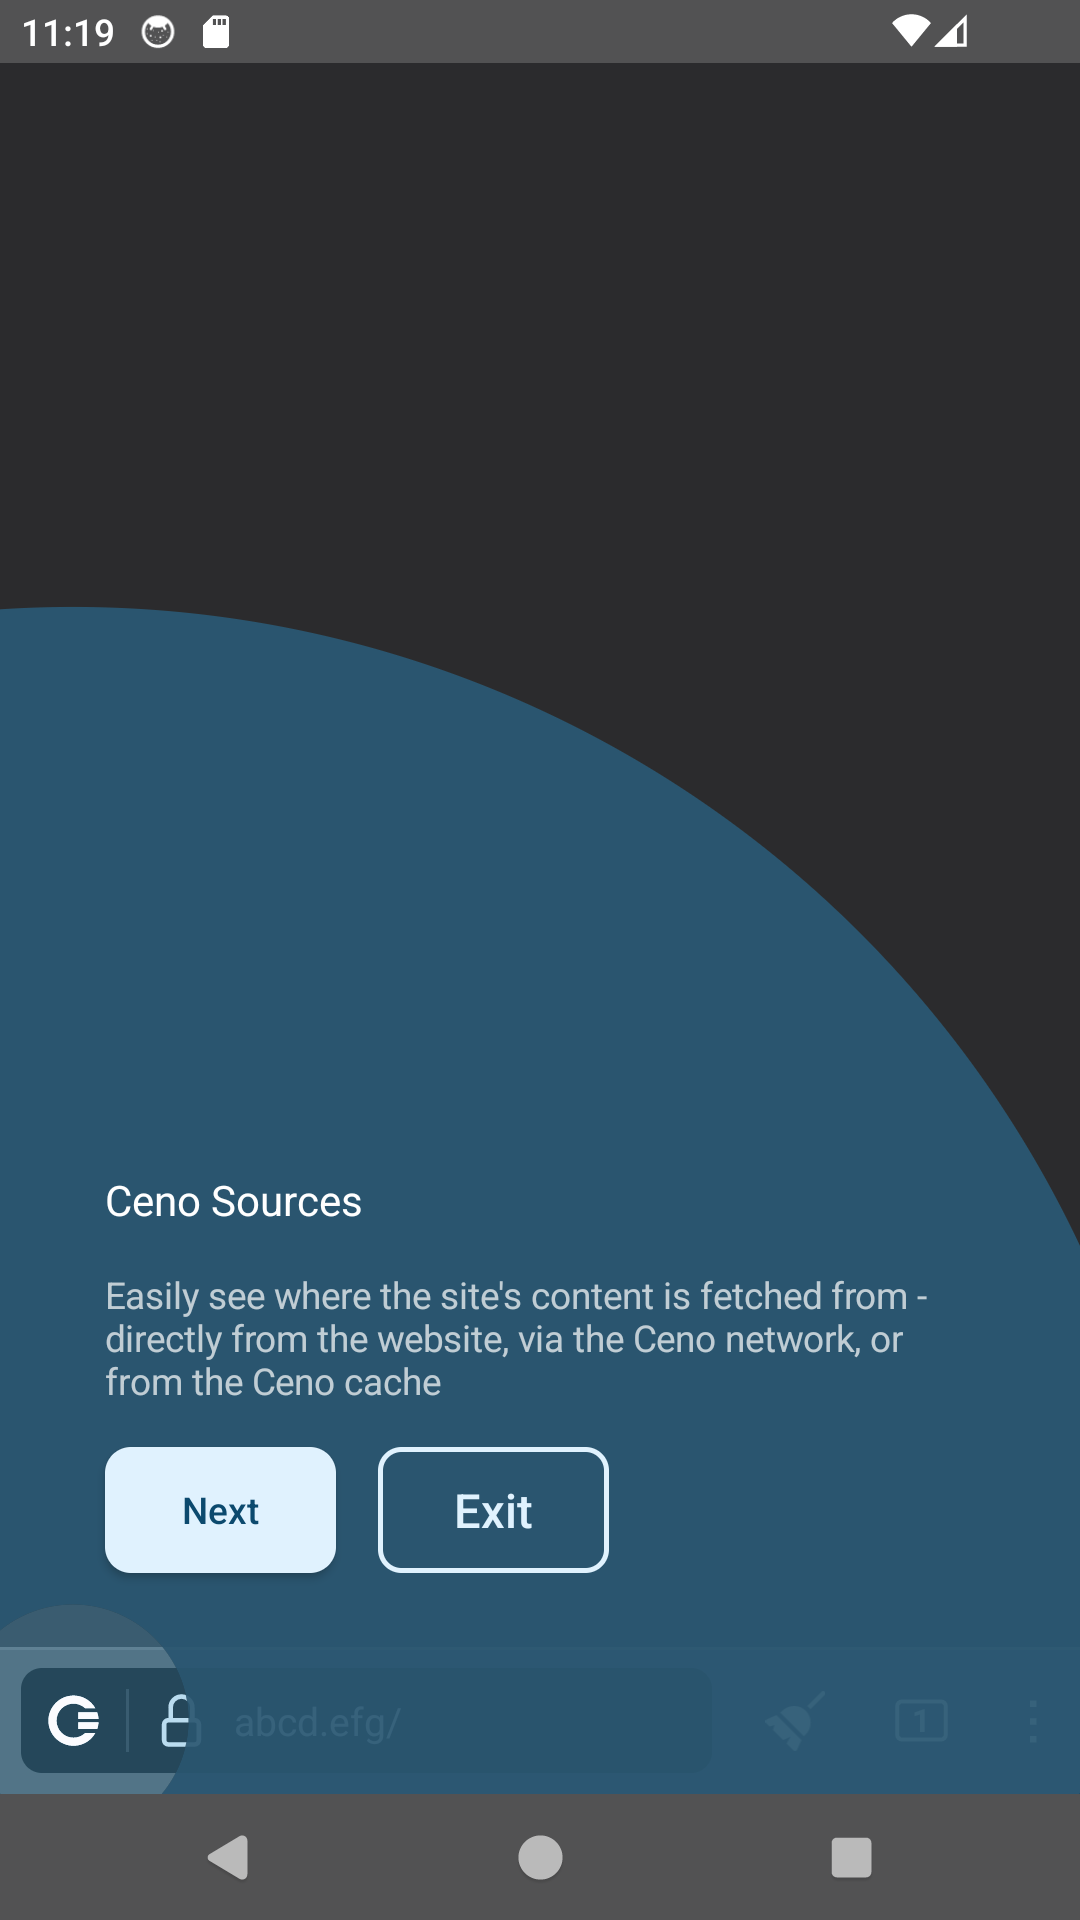 11:19
Ceno Sources
Easily see where the site's content is fetched from -
directly from the website, via the Ceno network, or
from the Ceno cache
Next
Exit
abcd.efg/
1